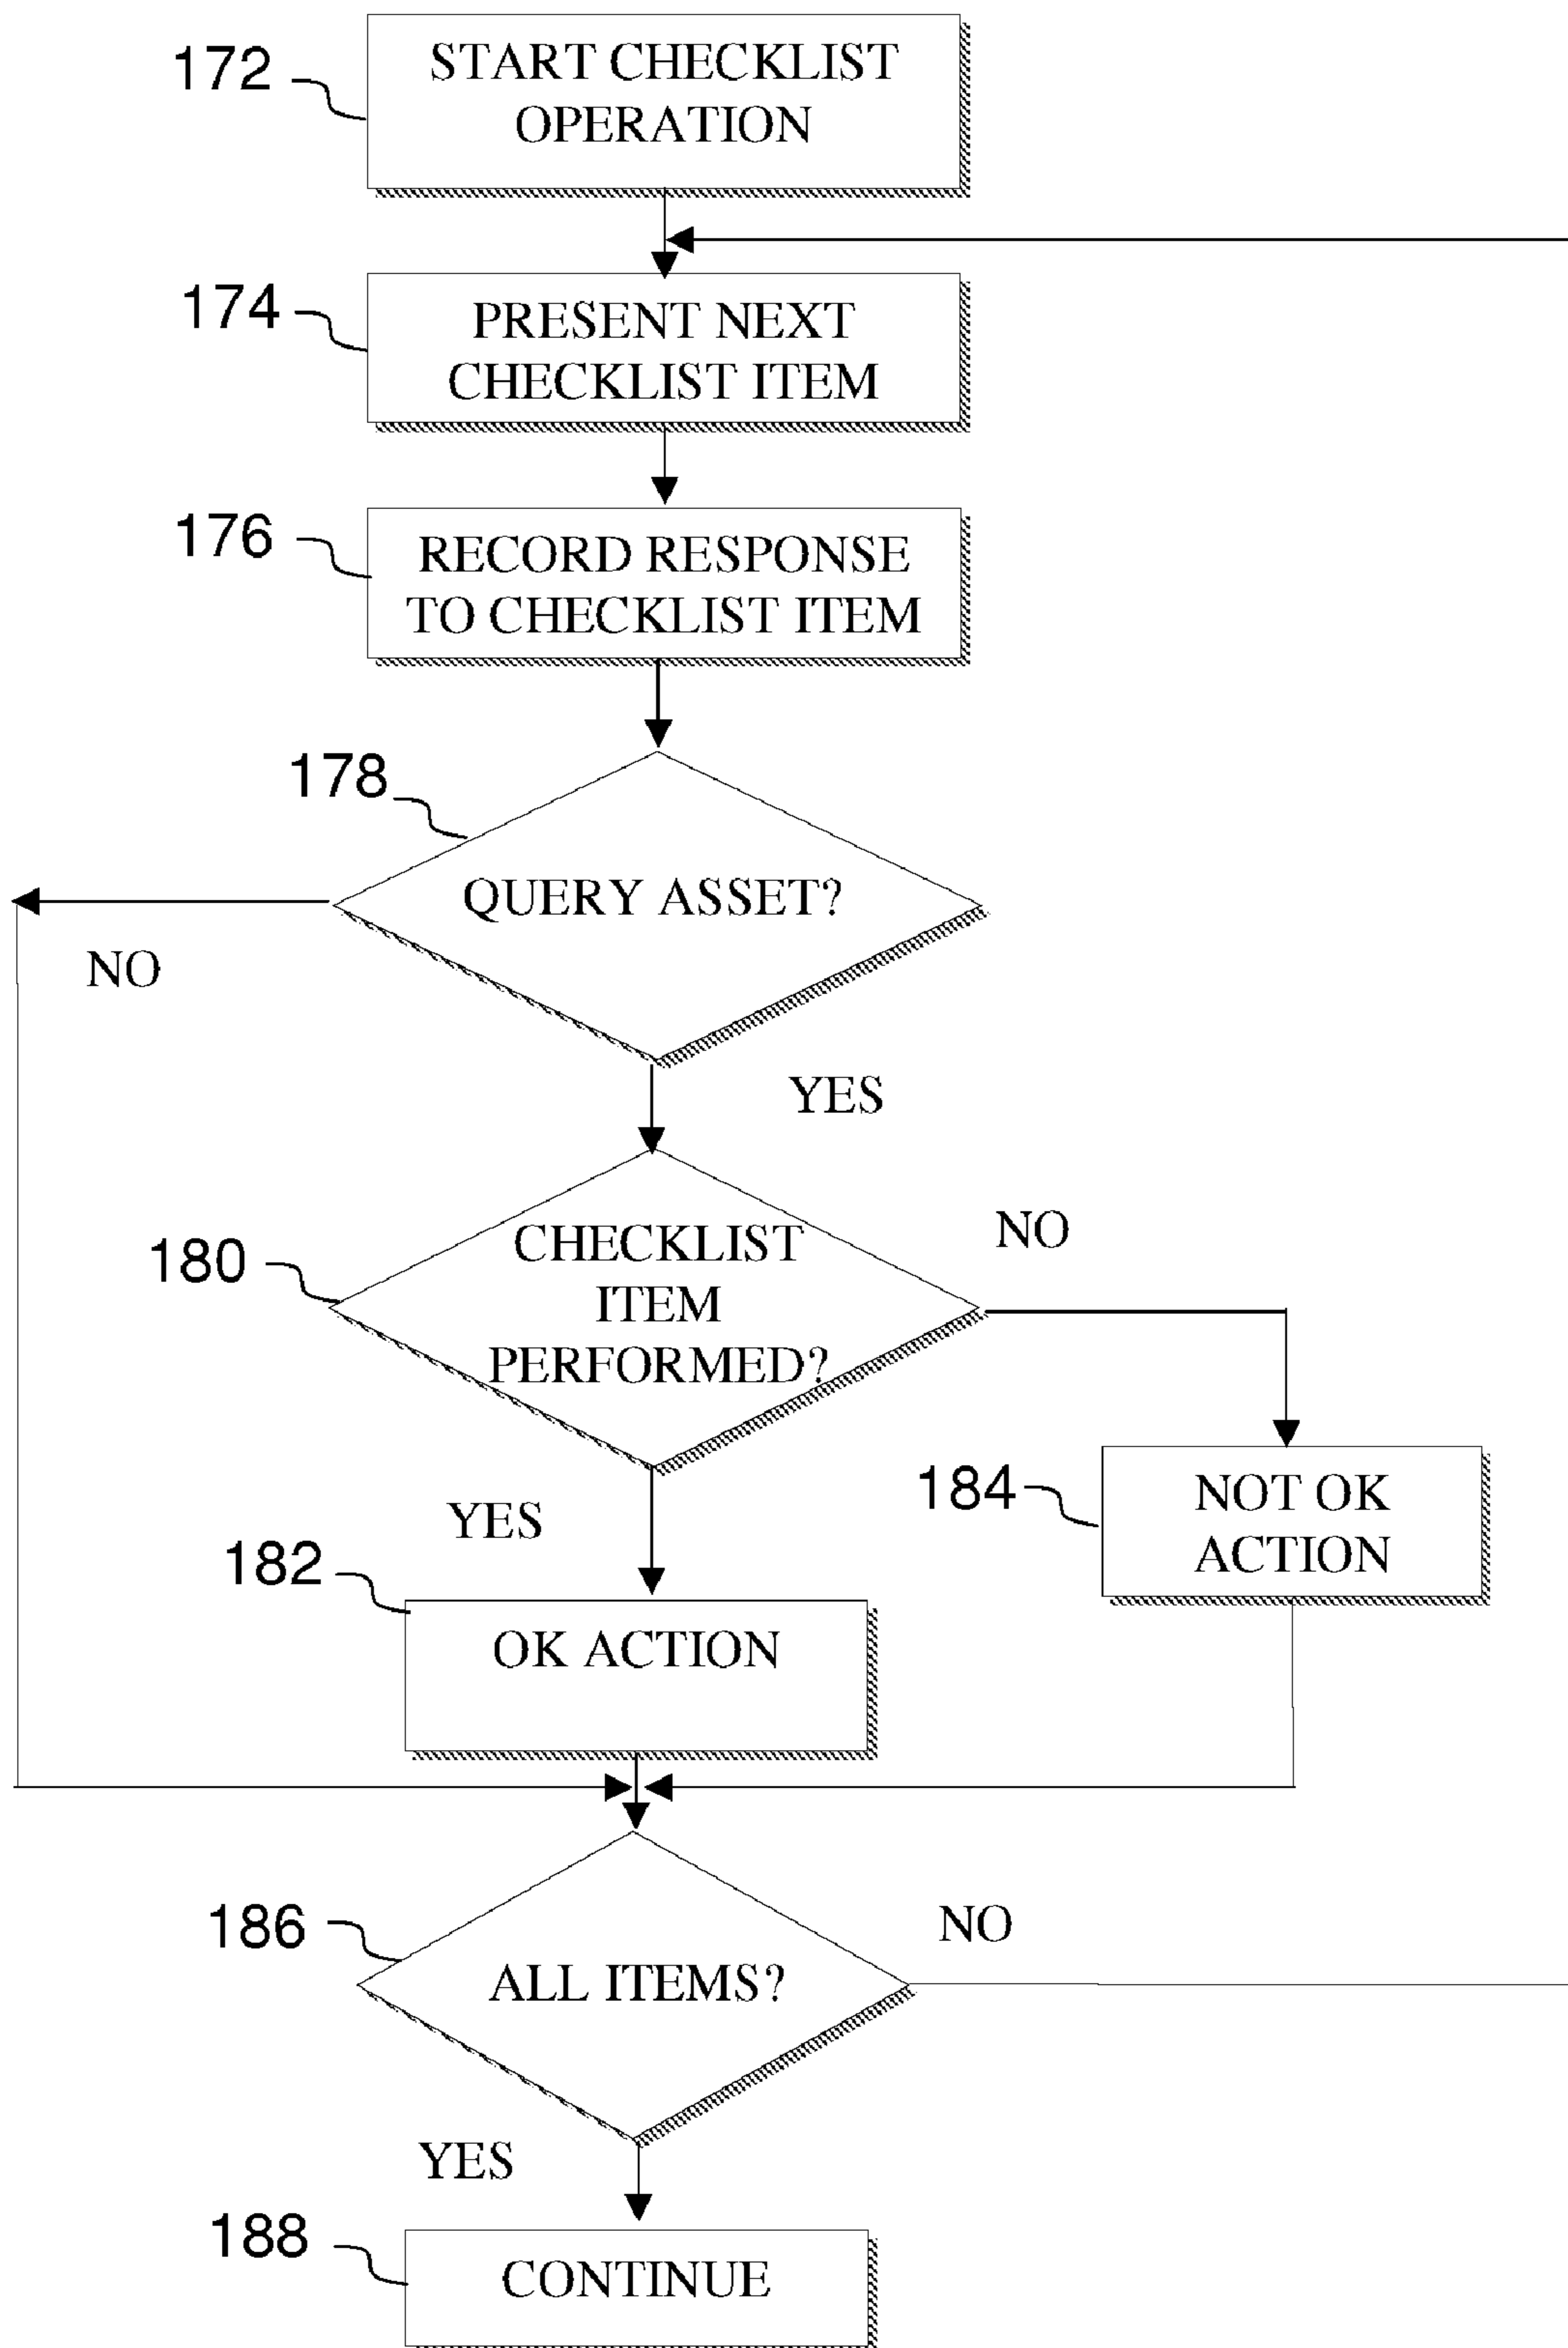 172
START CHECKLIST
OPERATION
174
PRESENT NEXT
CHECKLIST ITEM
176
RECORD RESPONSE
TO CHECKLIST ITEM
178
QUERY ASSET?
NO
YES
180
CHECKLIST
ITEM
PERFORMED?
NO
YES
184
NOT OK
ACTION
182
OK ACTION
186
ALL ITEMS?
NO
YES
188
CONTINUE